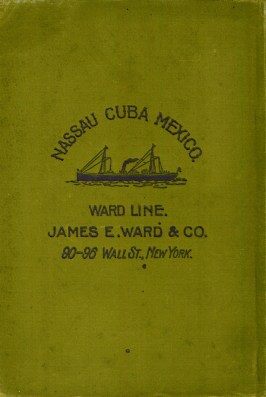 NASSAU CUBA MEXICO.
WARD LINE.
JAMES E. WARD & CO.
90-96 WALL ST., NEW YORK.